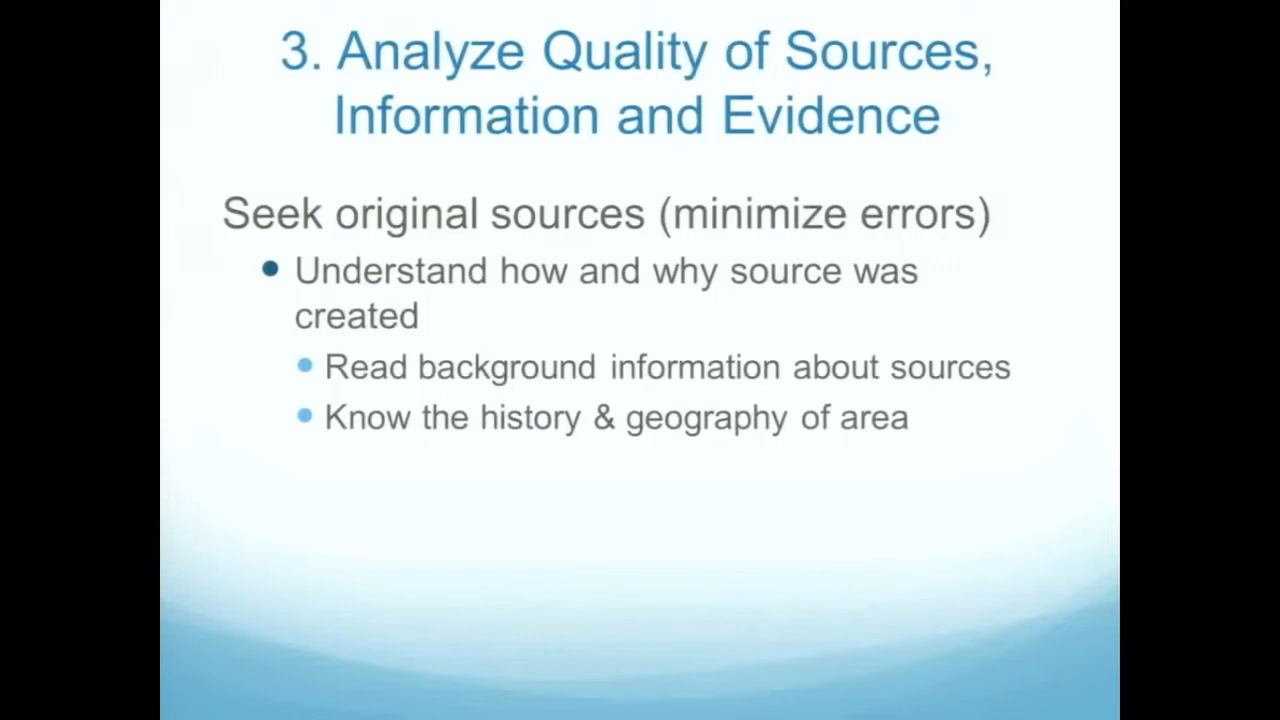 3. Analyze Quality of Sources,
Information and Evidence
Seek original sources (minimize errors)
Understand how and why source was
created
Read background information about sources
Know the history & geography of area